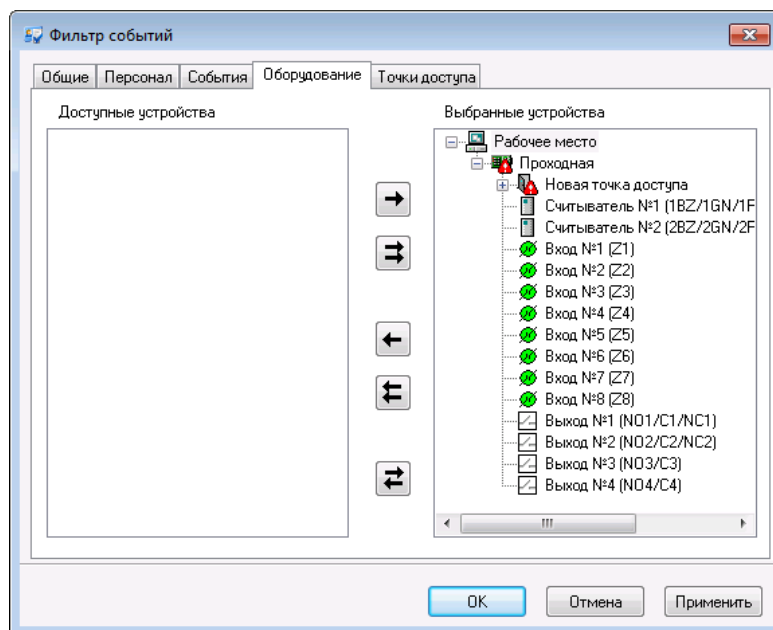 Фильтр событий
Общие Персонал События Оборудование Точки доступа
Доступные устройства
Выбранные устройства
Рабочее место
Проходная
Новая точка доступа
Считыватель №1 (1BZ/1GN/1F
Считыватель №2 (2BZ/2GN/2F
Вход №1 (Z1)
Вход №2 (Z2)
Вход №3 (Z3)
Вход №4 (Z4)
Вход №5 (Z5)
Вход №6 (Z6)
Вход №7 (Z7)
Вход №8 (Z8)
Выход №1 (NO1/C1/NC1)
Выход №2 (NO2/C2/NC2)
Выход №3 (NO3/C3)
Выход №4 (NO4/C4)
OK Отмена Применить